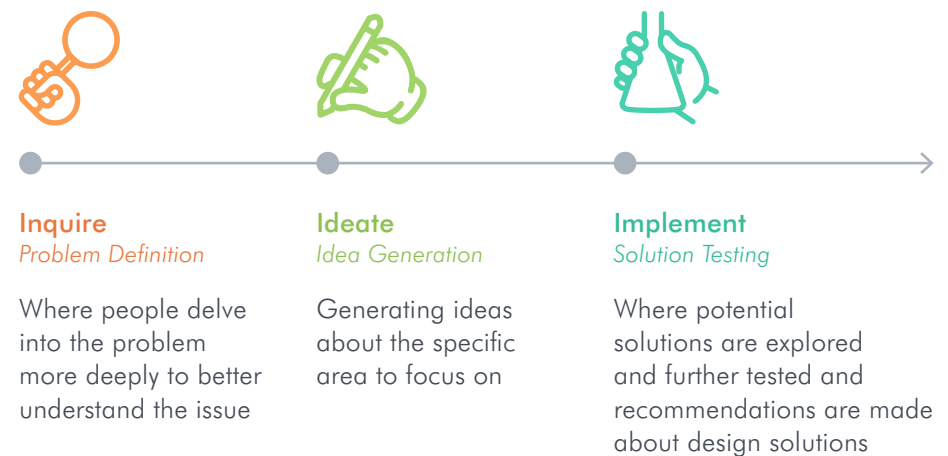 Inquire
Problem Definition
Where people delve
into the problem
more deeply to better
understand the issue
Ideate
Idea Generation
Generating ideas
about the specific
area to focus on
Implement
Solution Testing
Where potential
solutions are explored
and further tested and
recommendations are made
about design solutions